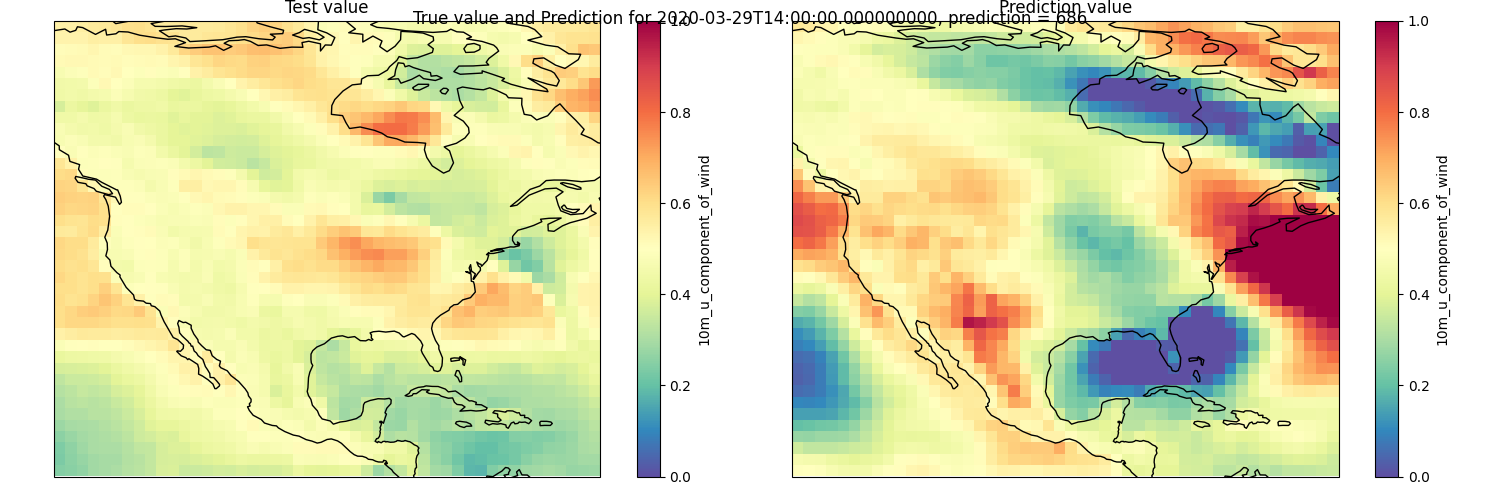 True value and Prediction for 2020-03-29T14:00:00.000000000, prediction = 686
Test value
Prediction value
1.0
0.8
0.6
0.4
0.2
0.0
10m_u_component_of_wind
1.0
0.8
0.6
0.4
0.2
0.0
10m_u_component_of_wind